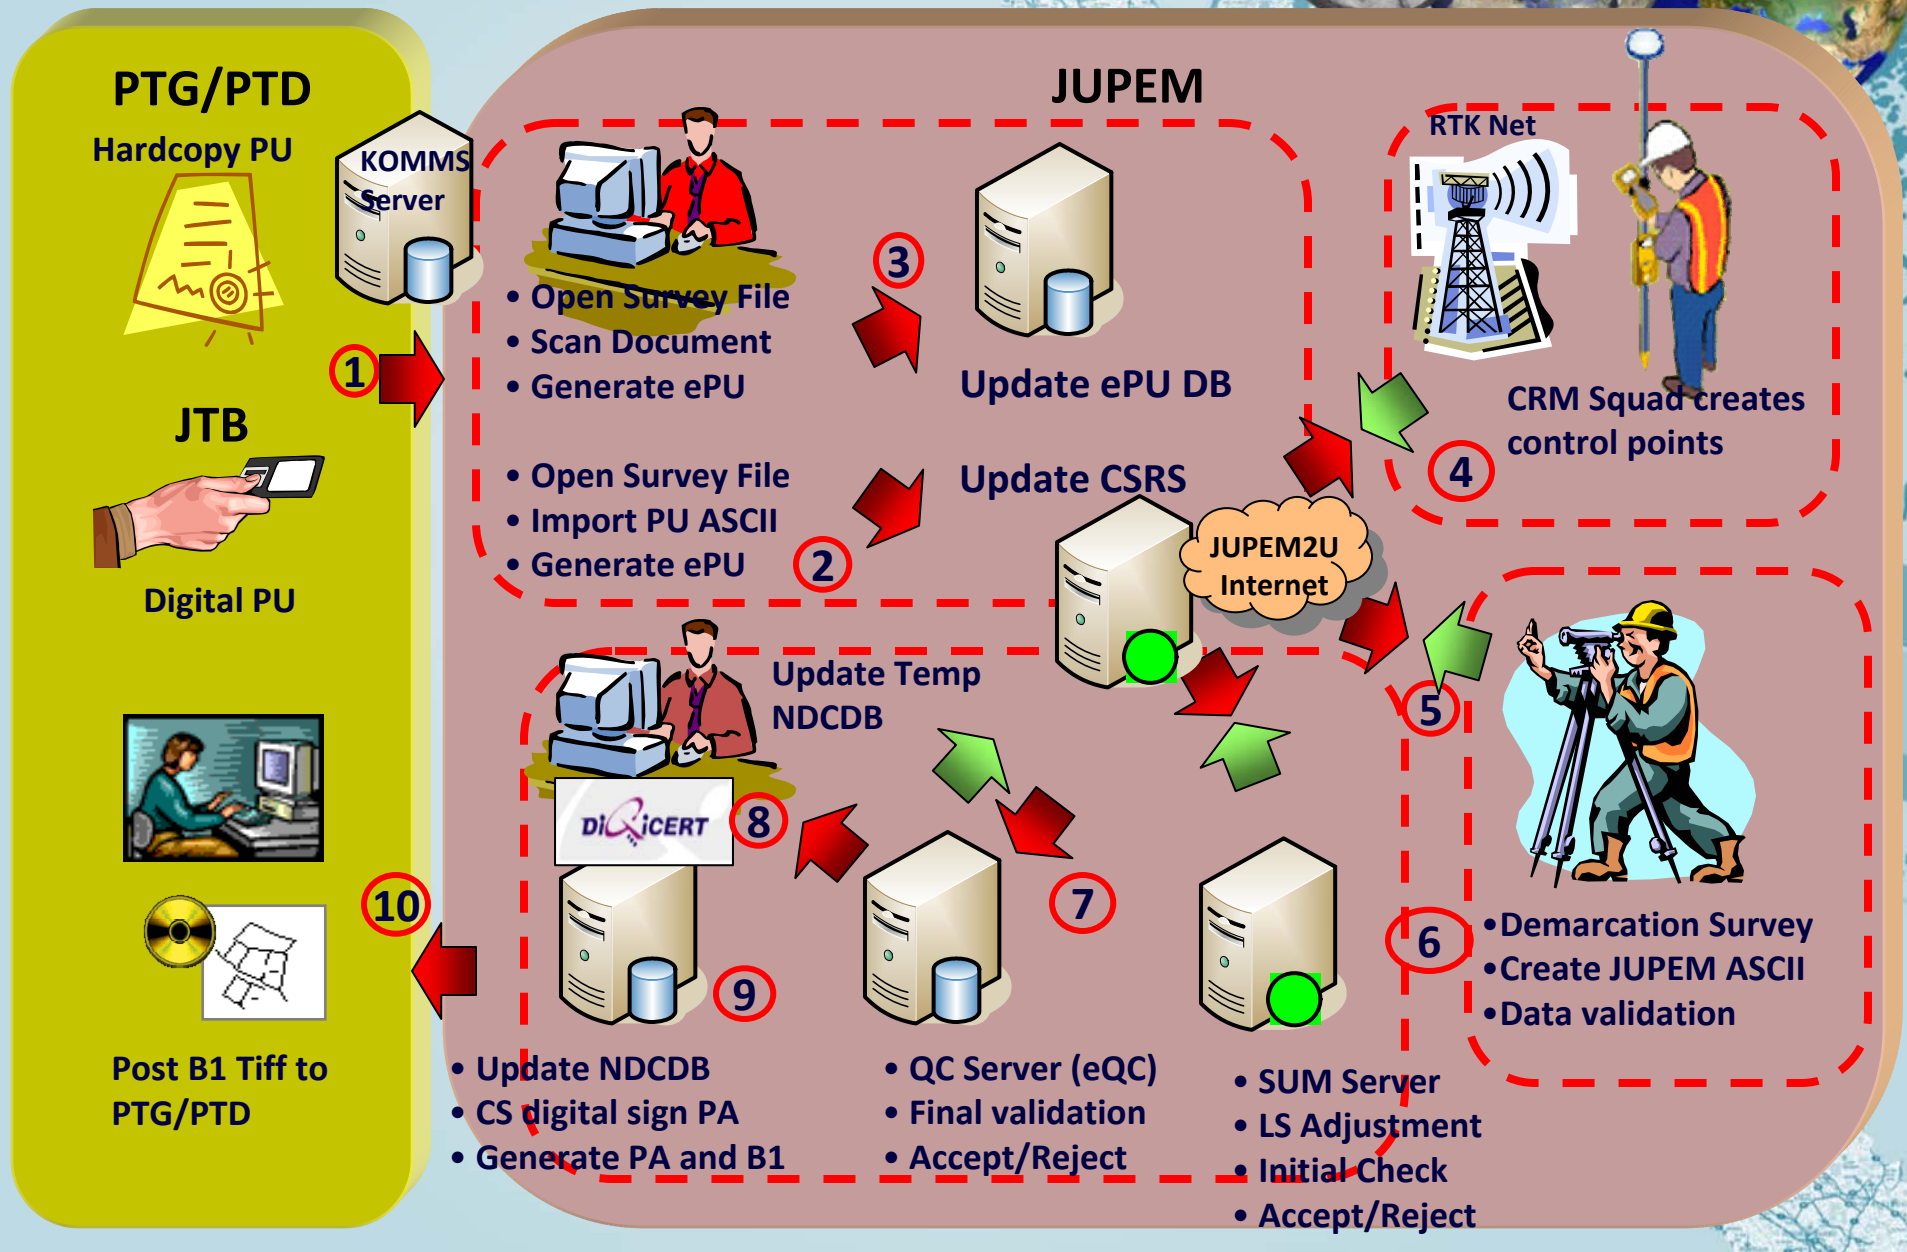 PTG/PTD
Hardcopy PU
JTB
Digital PU
Post B1 Tiff to
PTG/PTD
KOMMS
Server
1
10
JUPEM
• Open Survey File
• Scan Document
• Generate ePU
3
Update ePU DB
• Open Survey File
• Import PU ASCII
• Generate ePU
2
Update CSRS
JUPEM2U
Internet
RTK Net
CRM Squad creates
control points
4
5
6
•Demarcation Survey
•Create JUPEM ASCII
•Data validation
Update Temp
NDCDB
DiGiCERT
8
7
9
• Update NDCDB
• CS digital sign PA
• Generate PA and B1
• QC Server (eQC)
• Final validation
• Accept/Reject
• SUM Server
• LS Adjustment
• Initial Check
• Accept/Reject